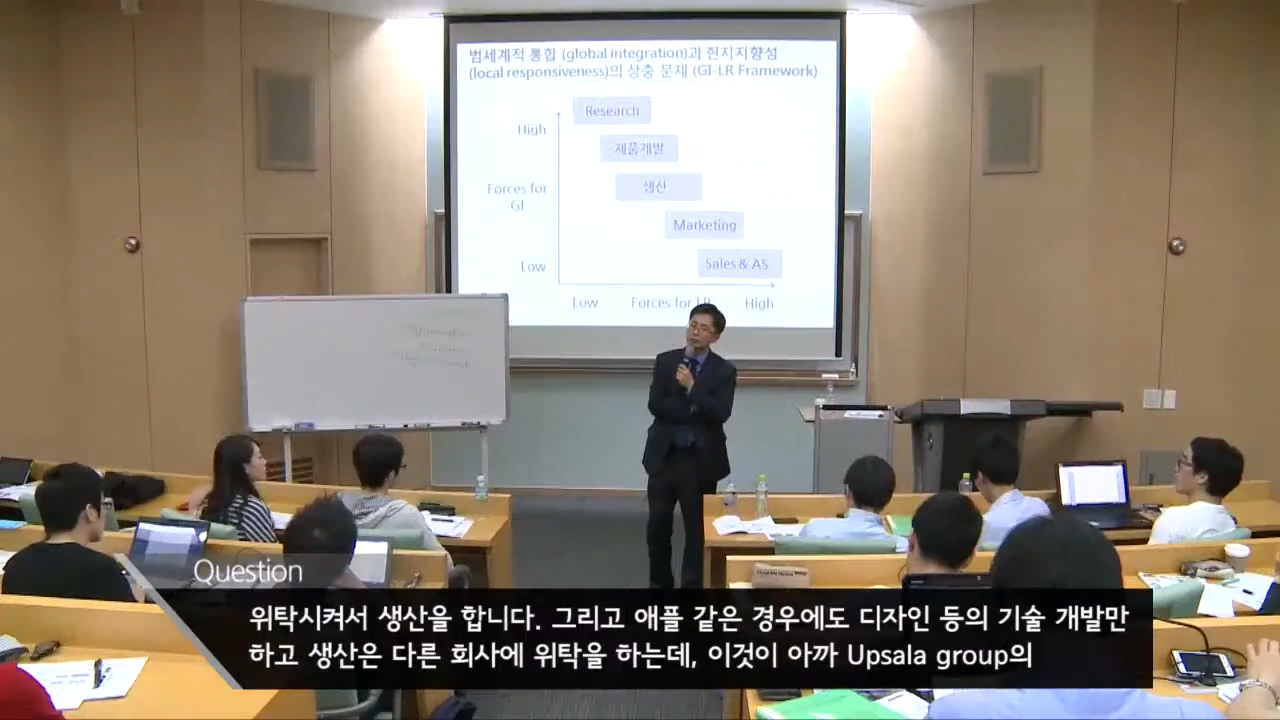 범세계적 통합 (global integration)과 현지지향성
(local responsiveness)의 상충 문제 (GI-LR Framework)
Research
High
제품개발
Forces for
GI
생산
Marketing
Low
Sales & AS
Low
Forces for LR
High
Question
위탁시켜서 생산을 합니다. 그리고 애플 같은 경우에도 디자인 등의 기술 개발만
하고 생산은 다른 회사에 위탁을 하는데, 이것이 아까 Upsala group의